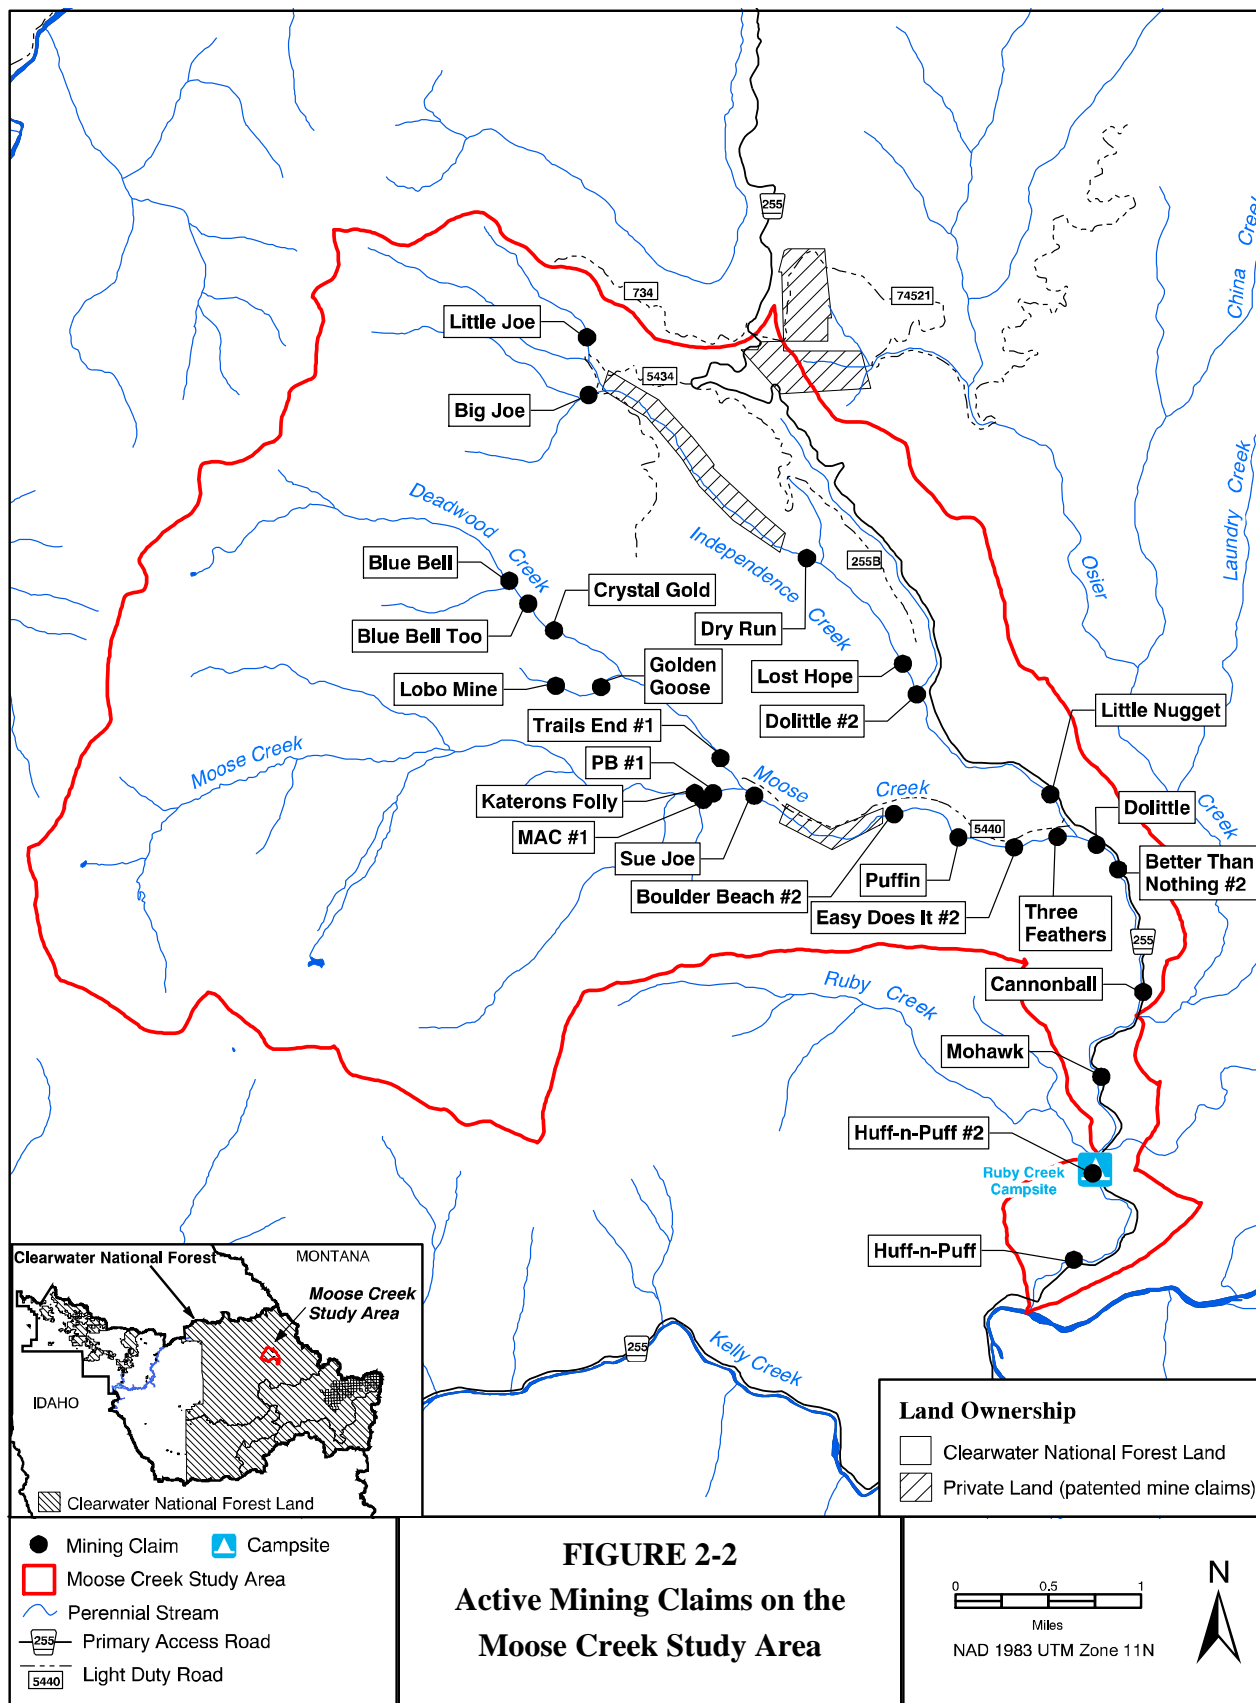 255
734
74521
China Creek
Little Joe
5434
Big Joe
Deadwood Creek
Independence Creek
Laundry Creek
Osier Creek
Blue Bell
255B
Crystal Gold
Blue Bell Too
Dry Run
Golden
Goose
Lobo Mine
Lost Hope
Dolittle #2
Little Nugget
Trails End #1
Moose Creek
PB #1
Moose Creek
Katerons Folly
Dolittle
MAC #1
5440
Sue Joe
Better Than
Nothing #2
Puffin
Boulder Beach #2
Easy Does It #2
Three
Feathers
255
Ruby Creek
Cannonball
Mohawk
Huff-n-Puff #2
Ruby Creek
Campsite
Huff-n-Puff
Clearwater National Forest
MONTANA
Moose Creek
Study Area
IDAHO
Clearwater National Forest Land
255
Kelly Creek
Land Ownership
Clearwater National Forest Land
Private Land (patented mine claims)
Mining Claim
Campsite
Moose Creek Study Area
Perennial Stream
255 Primary Access Road
5440 Light Duty Road
FIGURE 2-2
Active Mining Claims on the
Moose Creek Study Area
0 0.5 1
Miles
NAD 1983 UTM Zone 11N
N